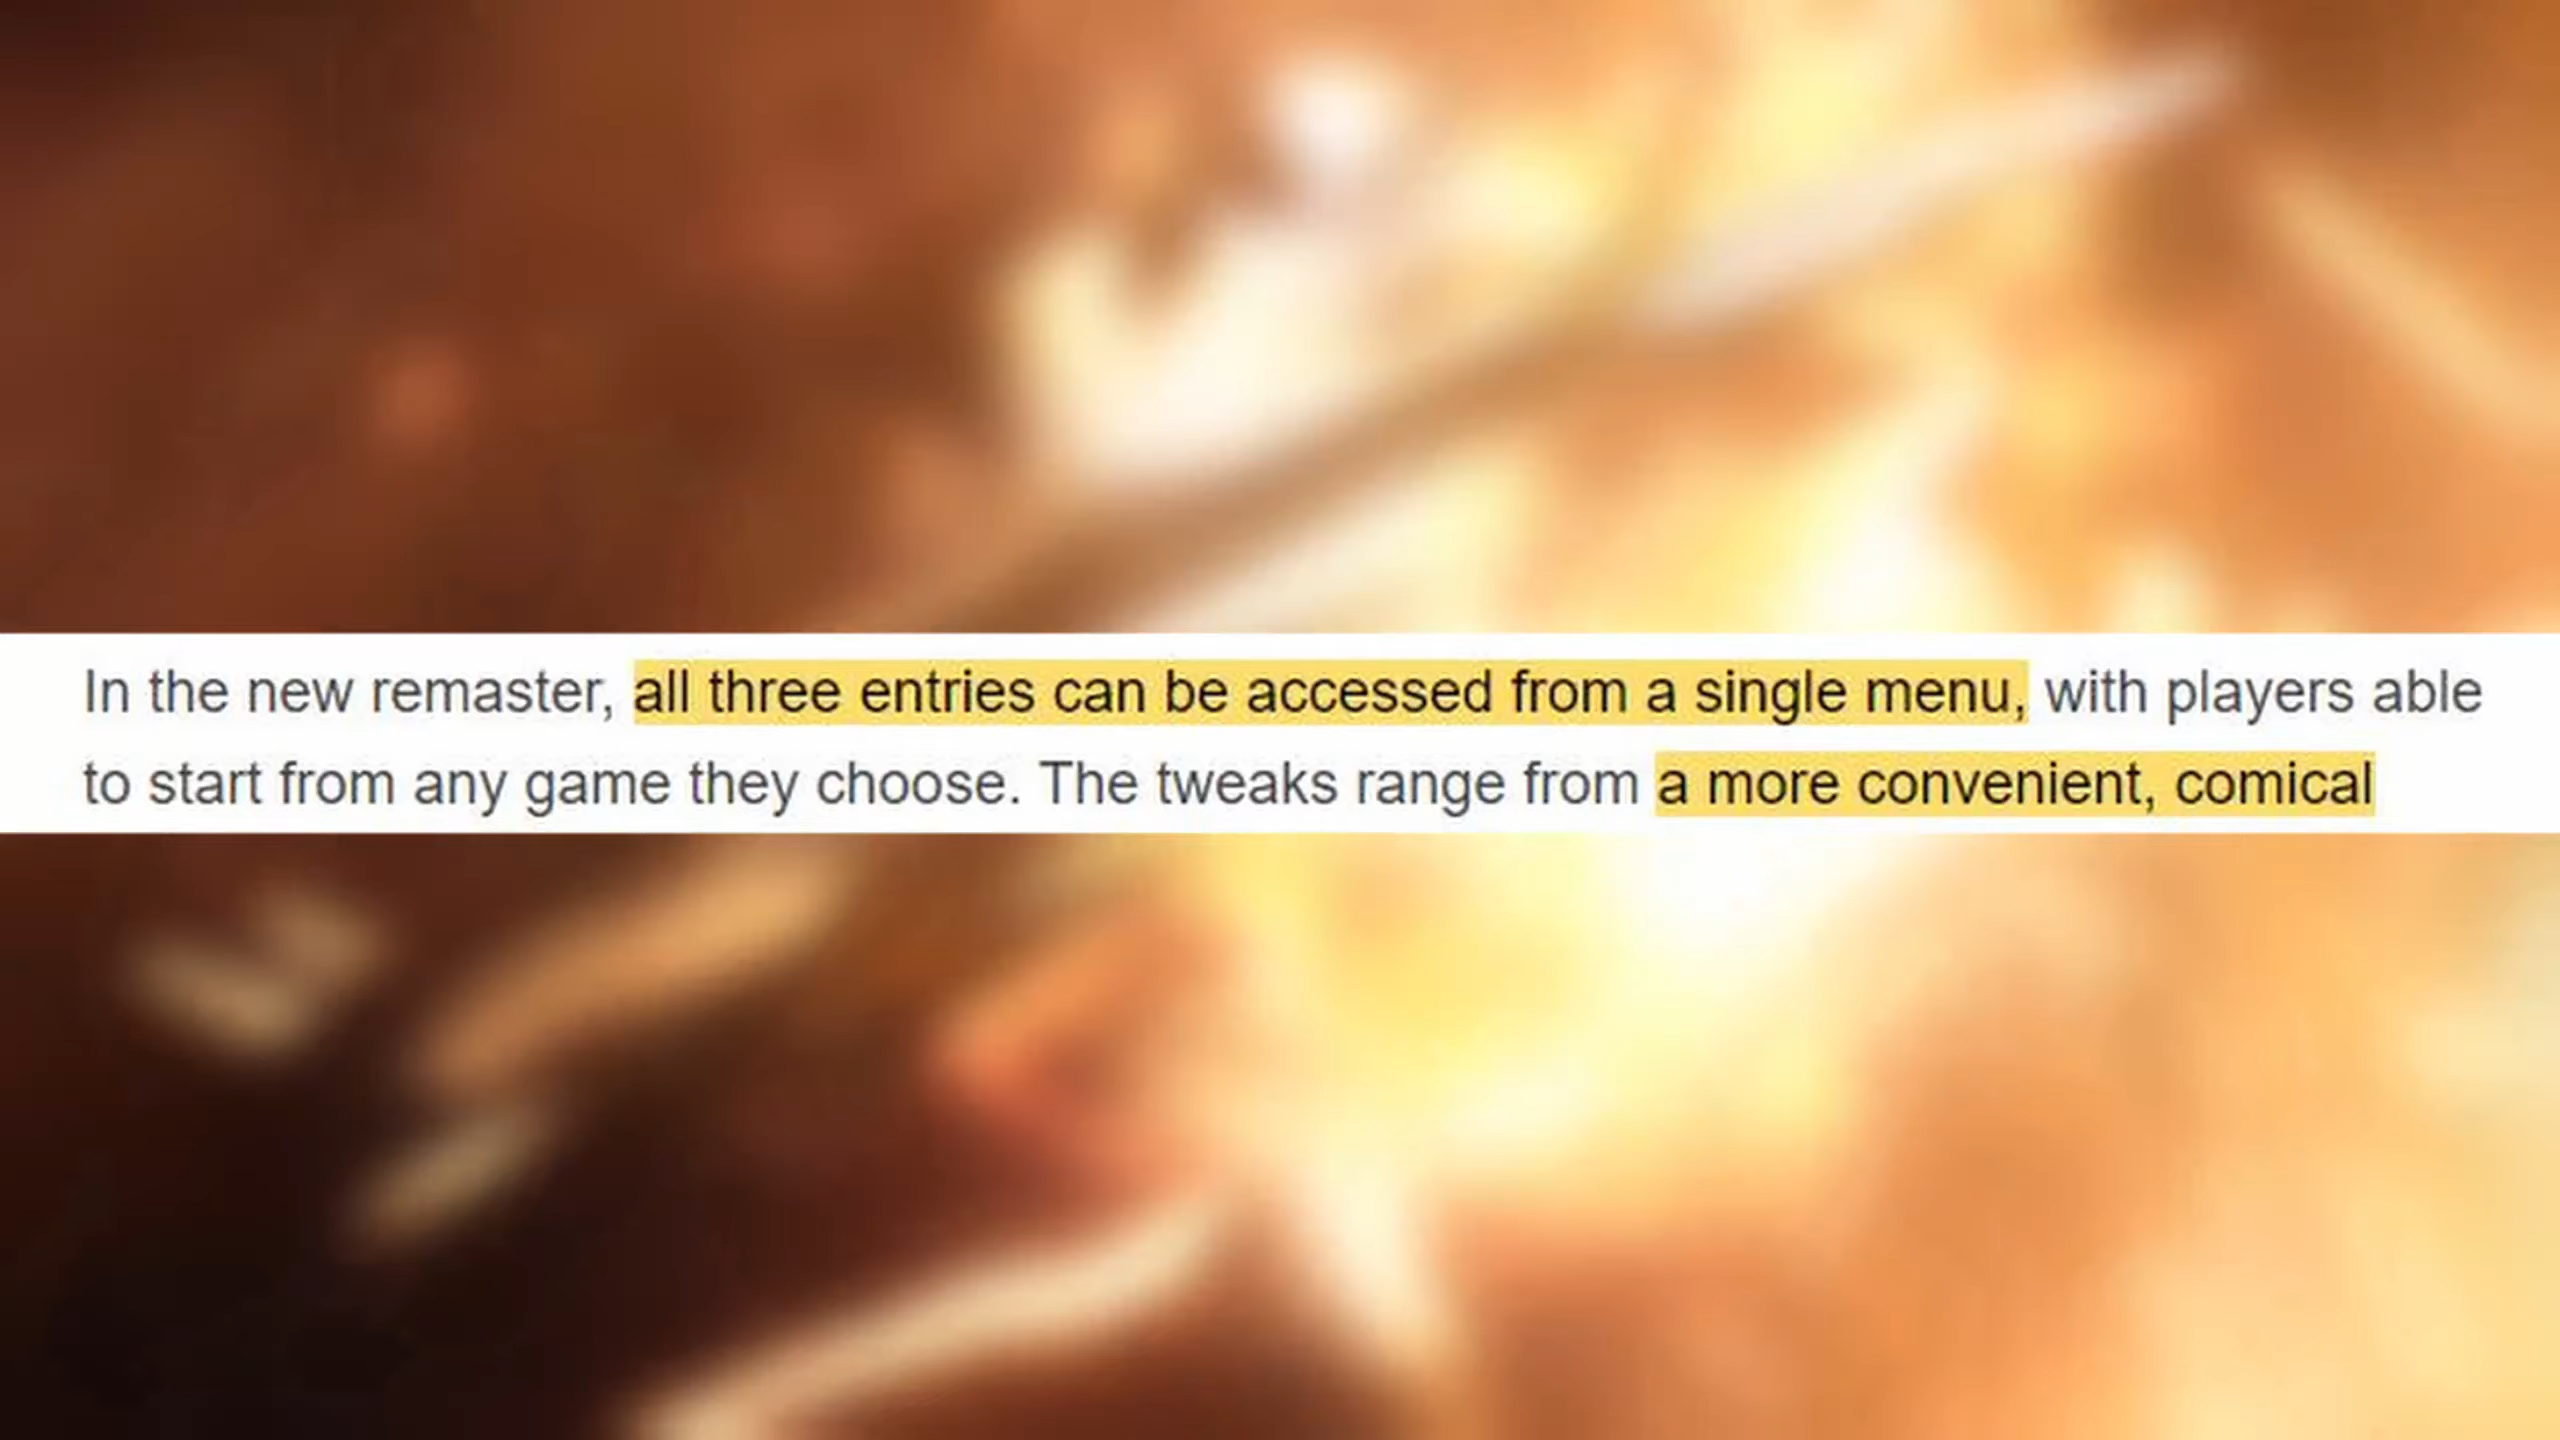 In the new remaster, all three entries can be accessed from a single menu, with players able
to start from any game they choose. The tweaks range from a more convenient, comical